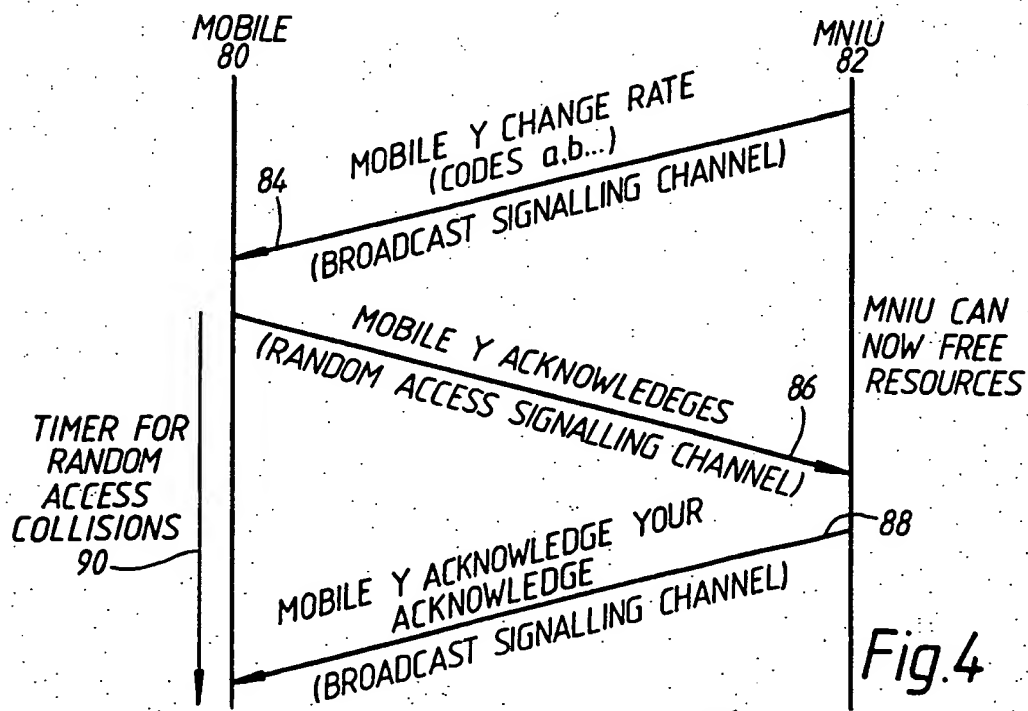 MOBILE
80
MNIU
82
MOBILE Y CHANGE RATE
(CODES a,b...)
84
(BROADCAST SIGNALLING CHANNEL)
MOBILE Y ACKNOWLEDEGES
(RANDOM ACCESS SIGNALLING CHANNEL)
86
MNIU CAN
NOW FREE
RESOURCES
TIMER FOR
RANDOM
ACCESS
COLLISIONS
90
88
MOBILE Y ACKNOWLEDGE YOUR
ACKNOWLEDGE
(BROADCAST SIGNALLING CHANNEL)
Fig.4